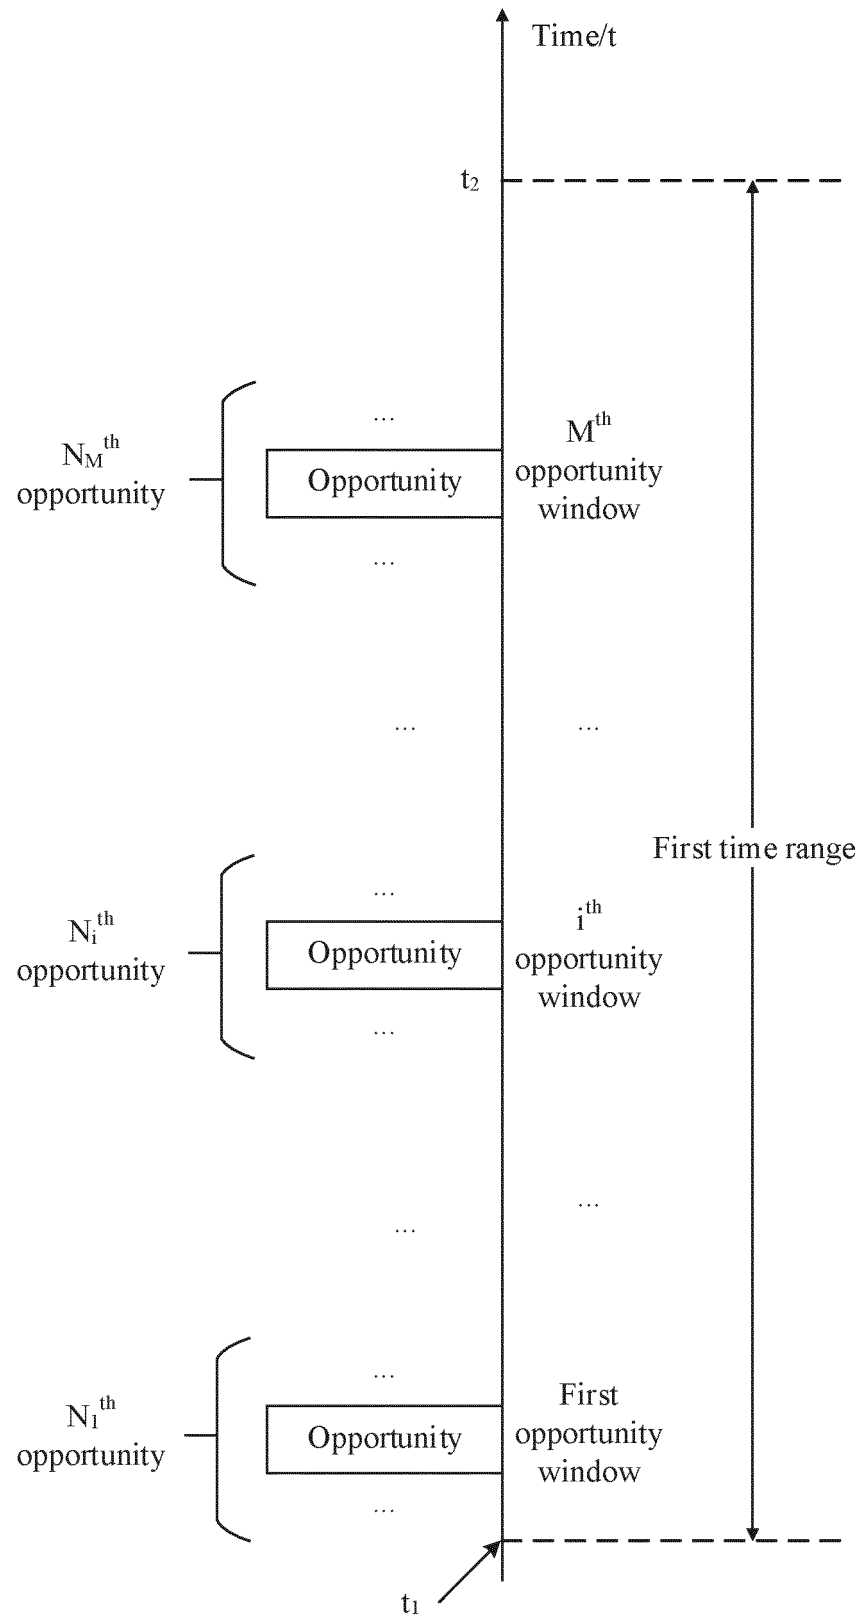 Time/t
t₂
...
N_M^th
opportunity
Opportunity
M^th
opportunity
window
...
... ...
First time range
...
N_i^th
opportunity
Opportunity
i^th
opportunity
window
...
...
...
...
N_1^th
opportunity
Opportunity
First
opportunity
window
...
t₁